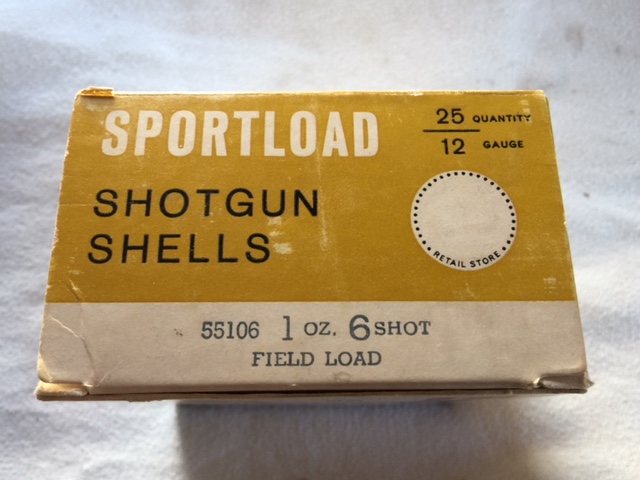 SPORTLOAD
25 QUANTITY
12 GAUGE
SHOTGUN
SHELLS
RETAIL STORE
55106 1 OZ. 6 SHOT
FIELD LOAD